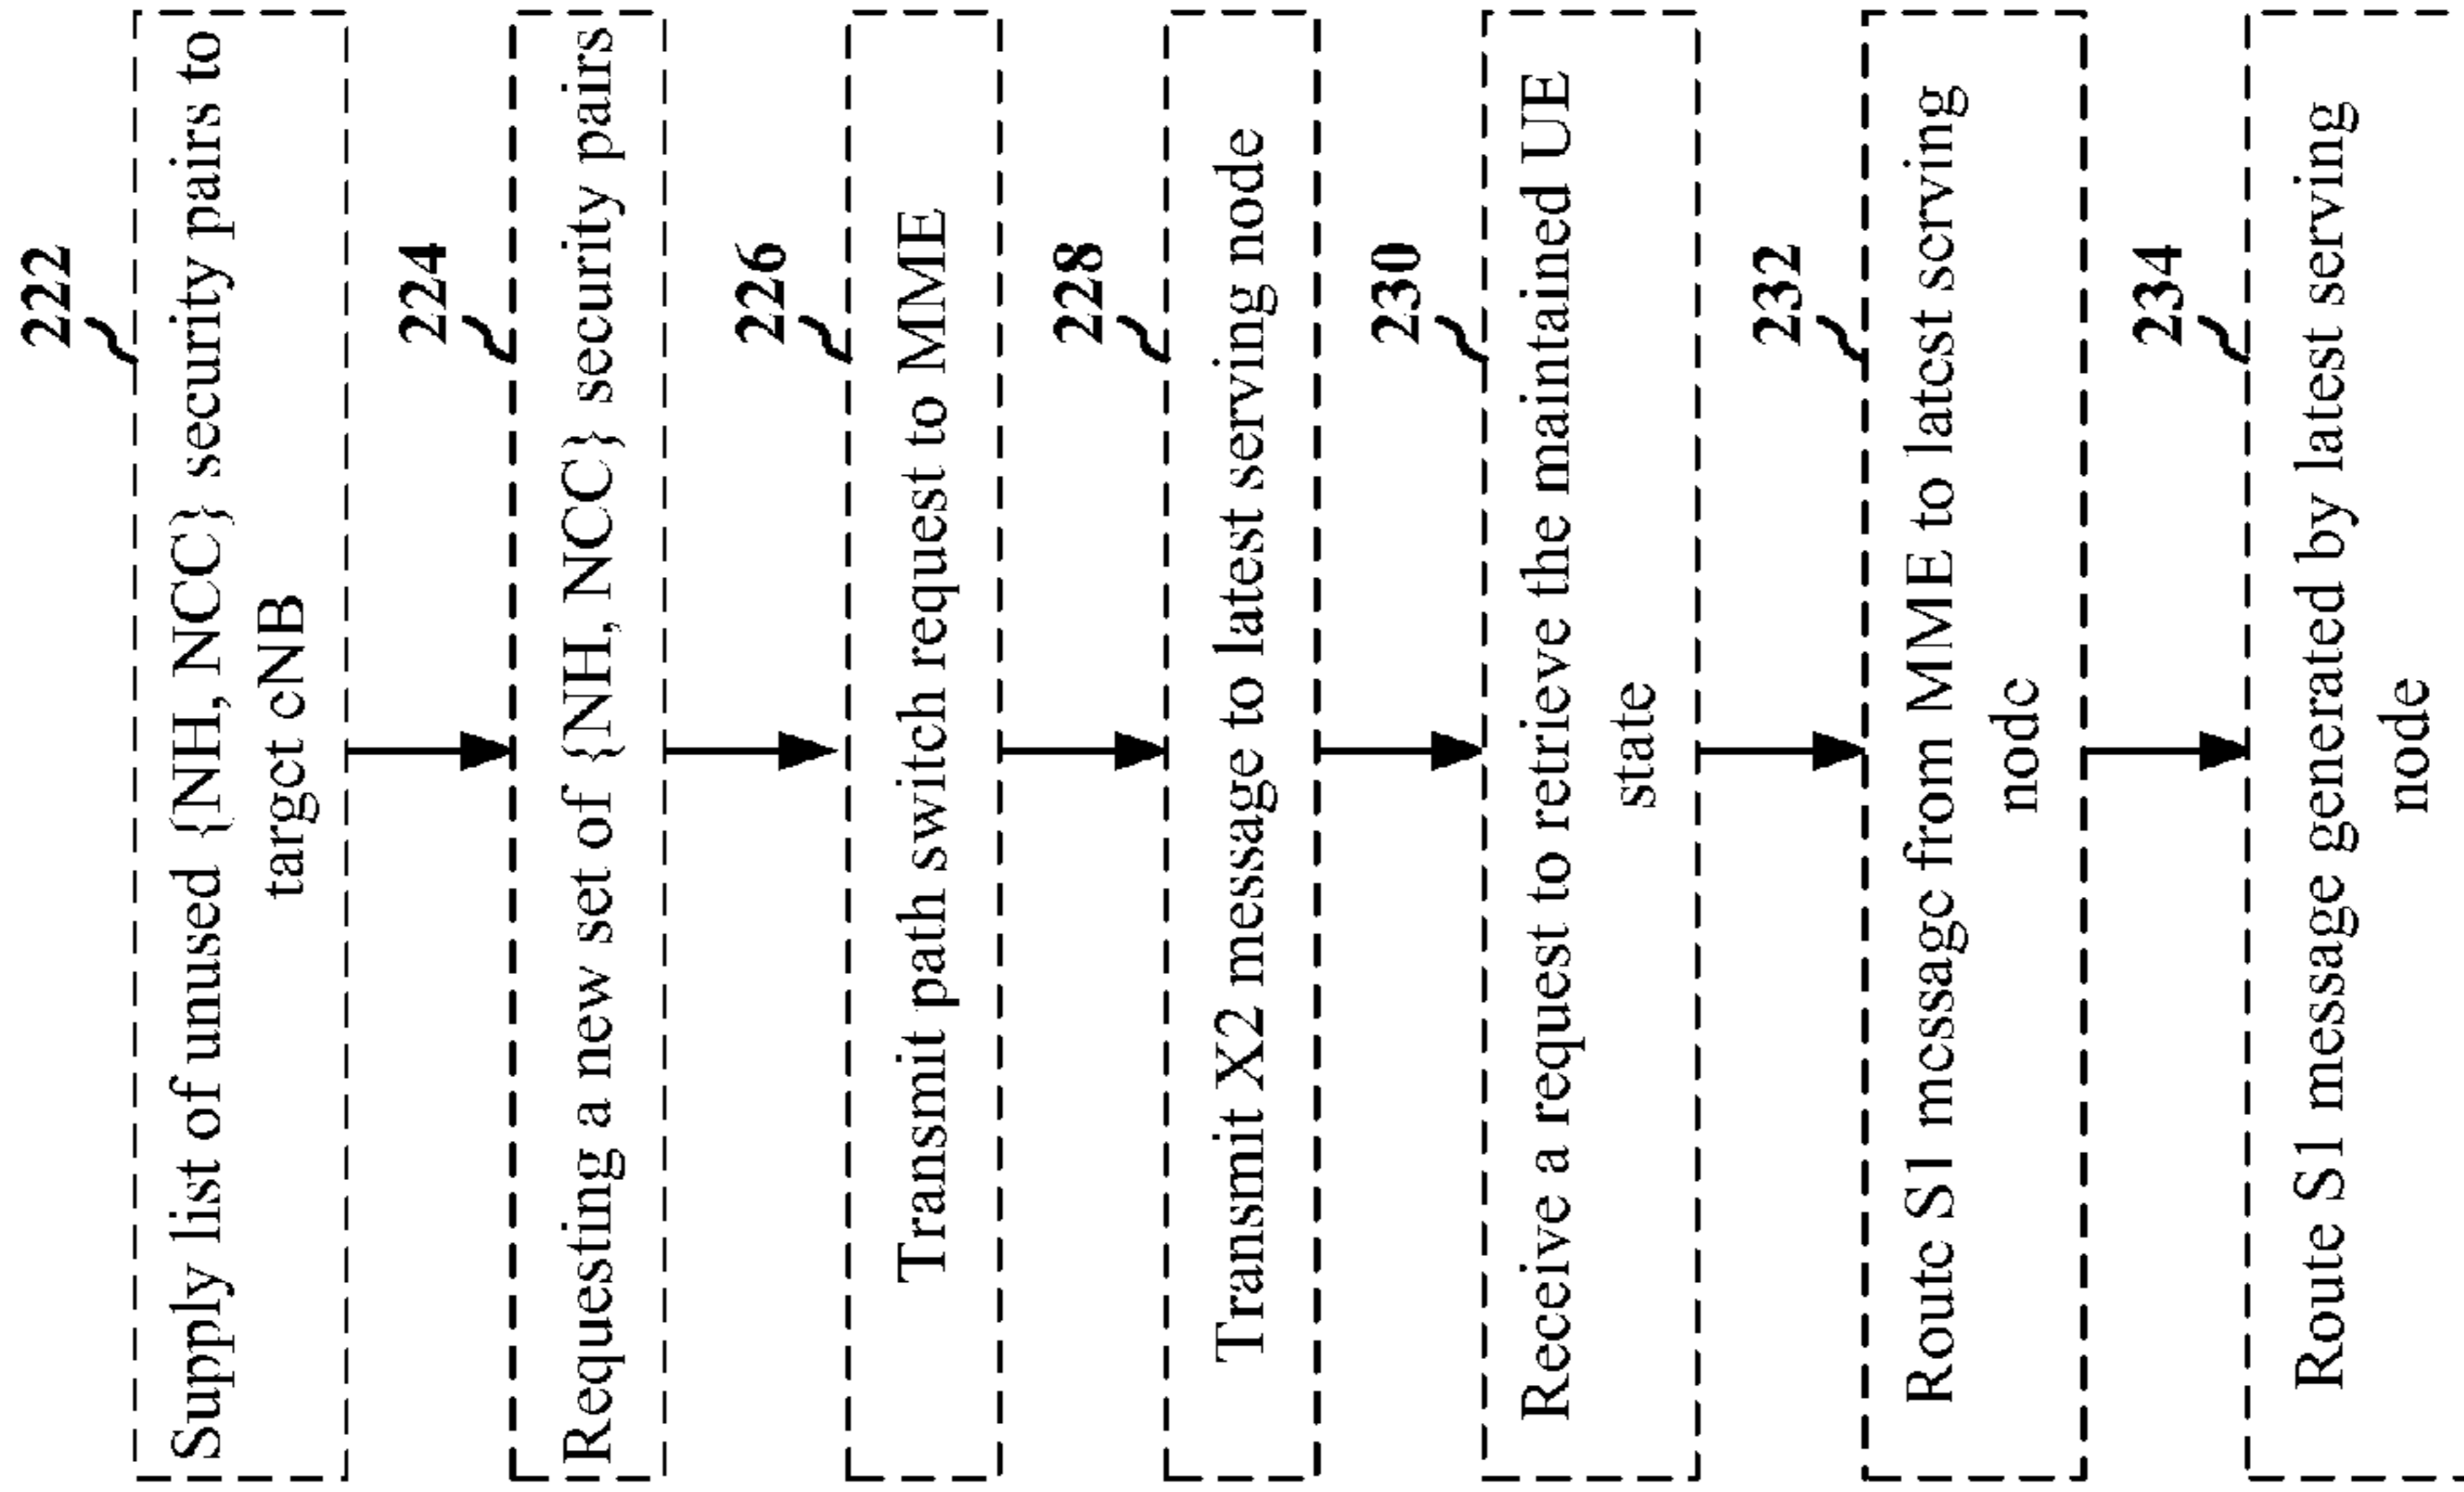 222
Supply list of unused {NH, NCC} security pairs to
target eNB
224
Requesting a new set of {NH, NCC} security pairs
226
Transmit path switch request to MME
228
Transmit X2 message to latest serving node
230
Receive a request to retrieve the maintained UE
state
232
Route S1 message from MME to latest serving
node
234
Route S1 message generated by latest serving
node